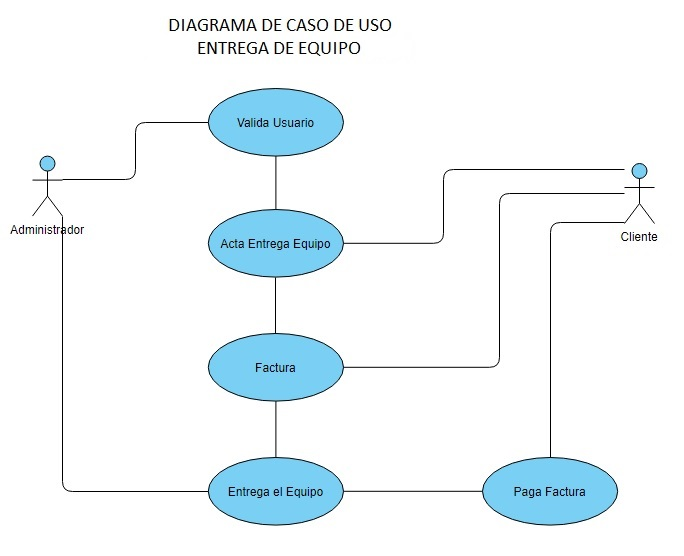 DIAGRAMA DE CASO DE USO
ENTREGA DE EQUIPO
Valida Usuario
Administrador
Acta Entrega Equipo
Cliente
Factura
Entrega el Equipo
Paga Factura